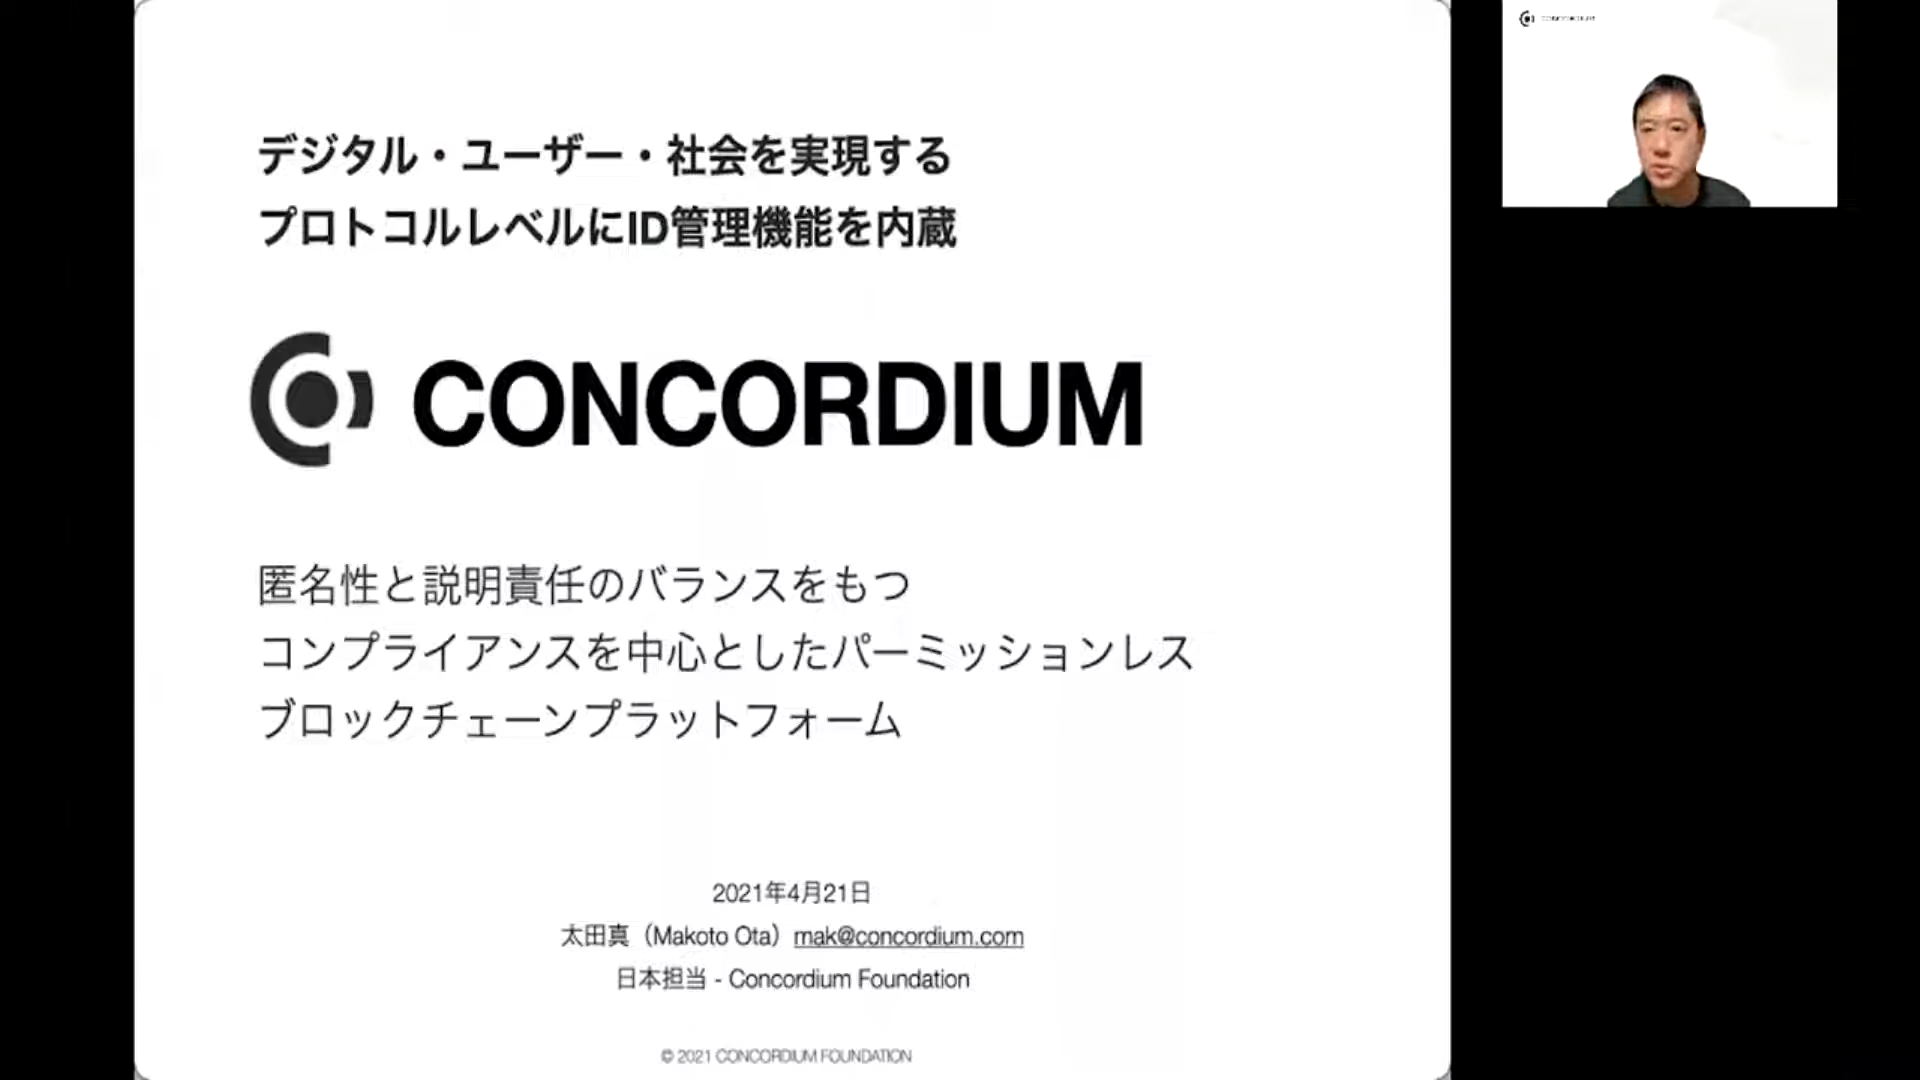 デジタル・ユーザー・社会を実現する
プロトコルレベルにID管理機能を内蔵
CONCORDIUM
匿名性と説明責任のバランスをもつ
コンプライアンスを中心としたパーミッションレス
ブロックチェーンプラットフォーム
2021年4月21日
太田真（Makoto Ota）mak@concordium.com
日本担当 - Concordium Foundation
© 2021 CONCORDIUM FOUNDATION
CONCORDIUM